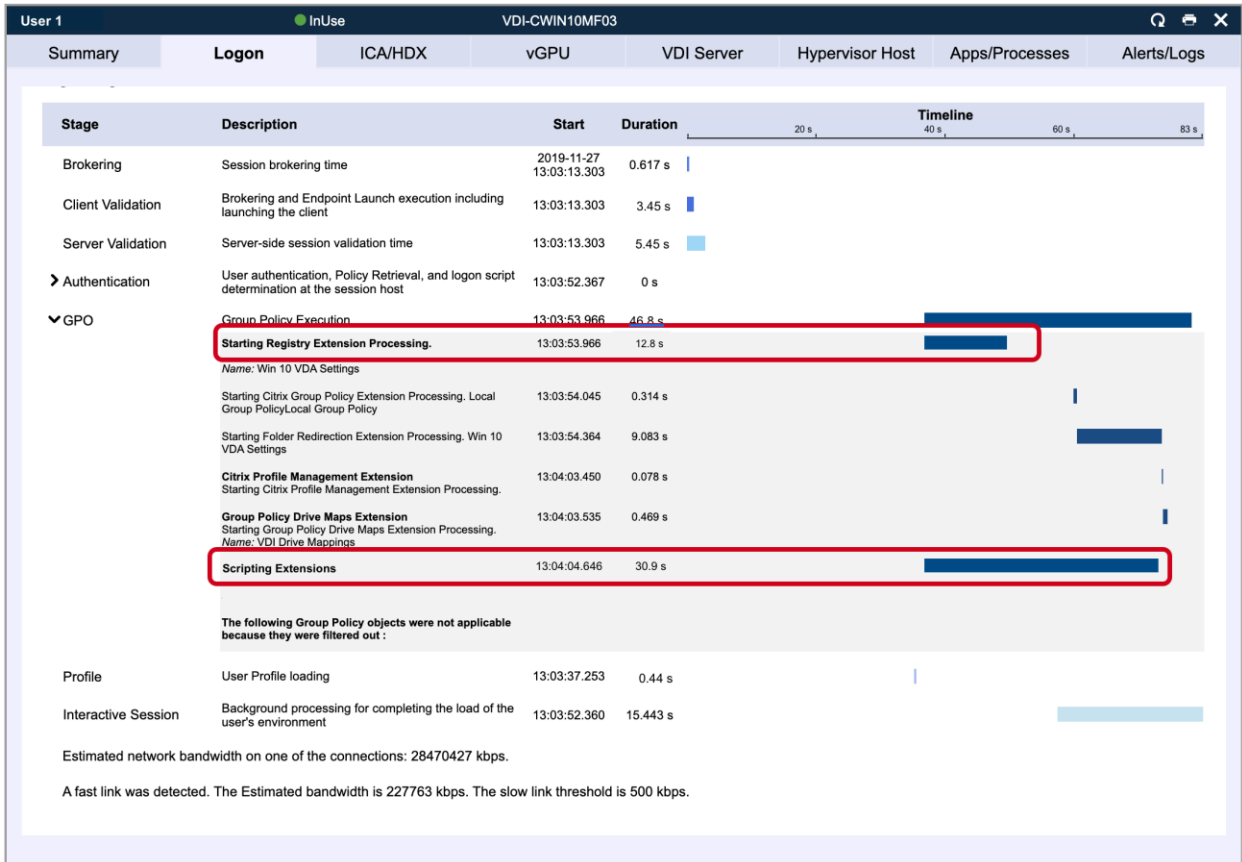 User 1 InUse VDI-CWIN10MF03
Summary Logon ICA/HDX vGPU VDI Server Hypervisor Host Apps/Processes Alerts/Logs
Stage Description Start Duration Timeline
20 s 40 s 60 s 83 s
Brokering Session brokering time 2019-11-27 0.617 s
13:03:13.303
Client Validation Brokering and Endpoint Launch execution including 13:03:13.303 3.45 s
launching the client
Server Validation Server-side session validation time 13:03:13.303 5.45 s
Authentication User authentication, Policy Retrieval, and logon script 13:03:52.367 0 s
determination at the session host
GPO Group Policy Execution 13:03:53.966 46.8 s
Starting Registry Extension Processing. 13:03:53.966 12.8 s
Name: Win 10 VDA Settings
Starting Citrix Group Policy Extension Processing. Local 13:03:54.045 0.314 s
Group PolicyLocal Group Policy
Starting Folder Redirection Extension Processing. Win 10 13:03:54.364 9.083 s
VDA Settings
Citrix Profile Management Extension 13:04:03.450 0.078 s
Starting Citrix Profile Management Extension Processing.
Group Policy Drive Maps Extension 13:04:03.535 0.469 s
Starting Group Policy Drive Maps Extension Processing.
Name: VDI Drive Mappings
Scripting Extensions 13:04:04.646 30.9 s
The following Group Policy objects were not applicable
because they were filtered out :
Profile User Profile loading 13:03:37.253 0.44 s
Interactive Session Background processing for completing the load of the 13:03:52.360 15.443 s
user's environment
Estimated network bandwidth on one of the connections: 28470427 kbps.
A fast link was detected. The Estimated bandwidth is 227763 kbps. The slow link threshold is 500 kbps.